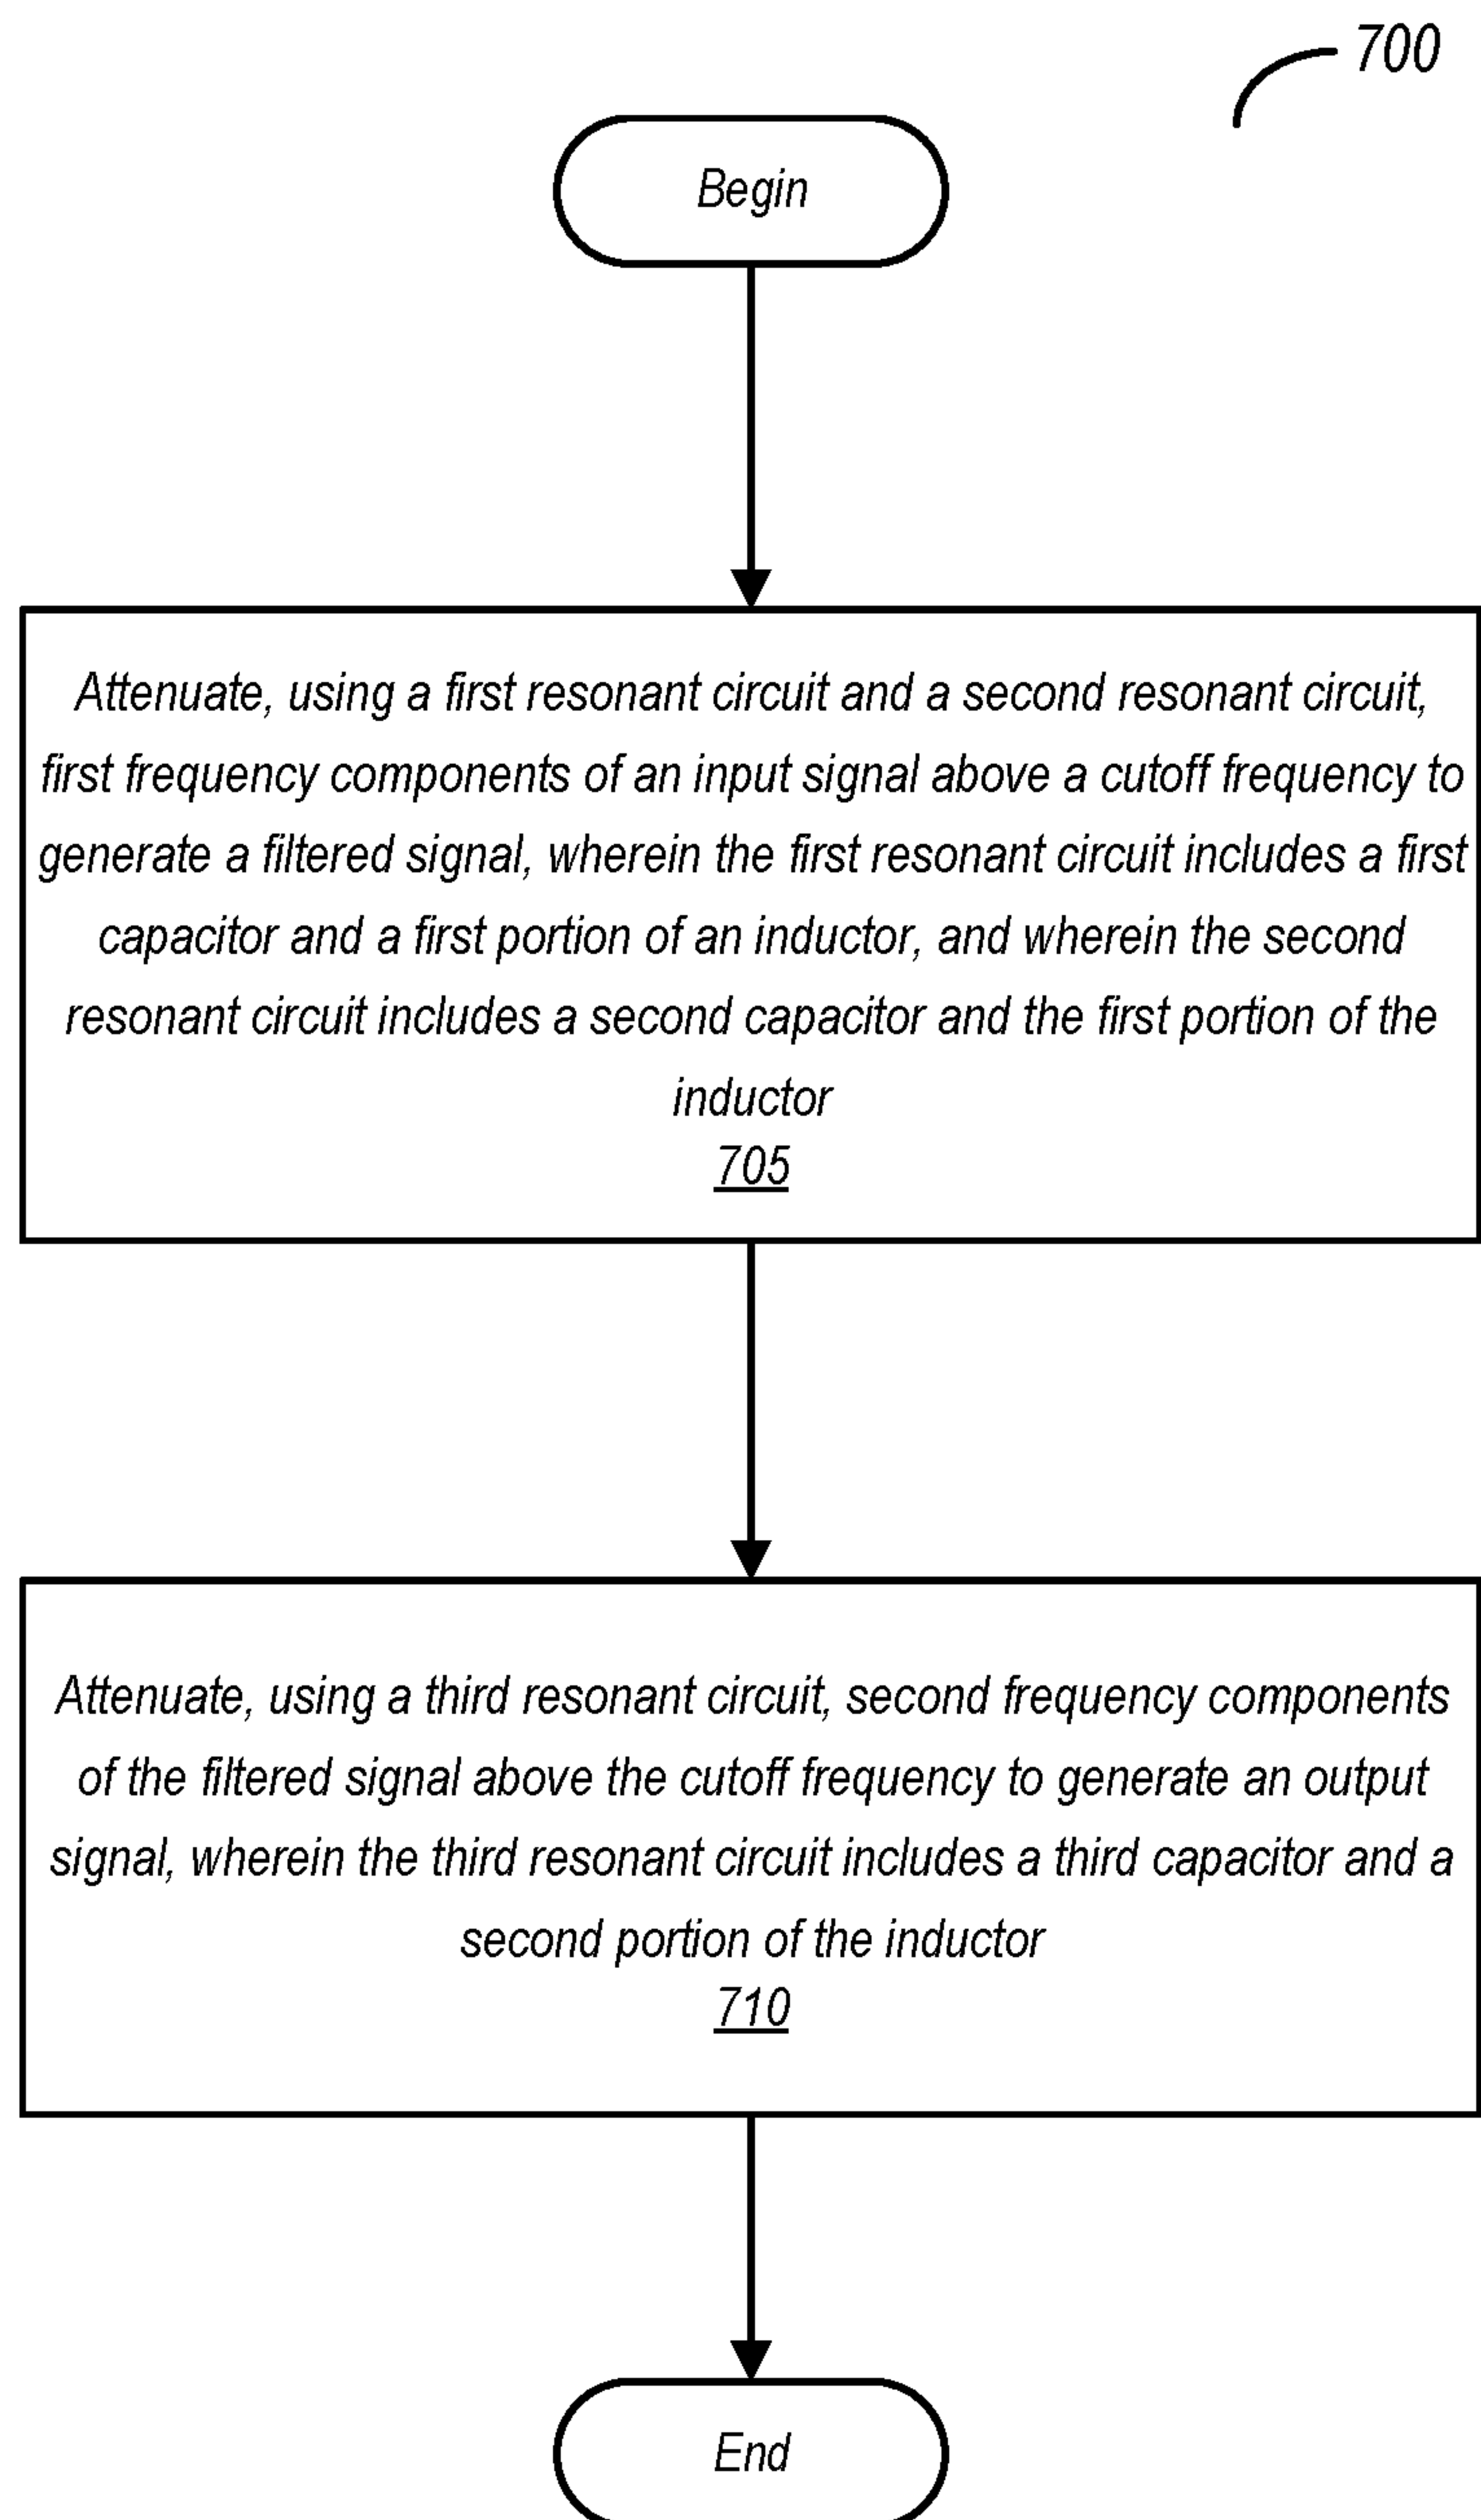 700
Begin
Attenuate, using a first resonant circuit and a second resonant circuit,
first frequency components of an input signal above a cutoff frequency to
generate a filtered signal, wherein the first resonant circuit includes a first
capacitor and a first portion of an inductor, and wherein the second
resonant circuit includes a second capacitor and the first portion of the
inductor
705
Attenuate, using a third resonant circuit, second frequency components
of the filtered signal above the cutoff frequency to generate an output
signal, wherein the third resonant circuit includes a third capacitor and a
second portion of the inductor
710
End